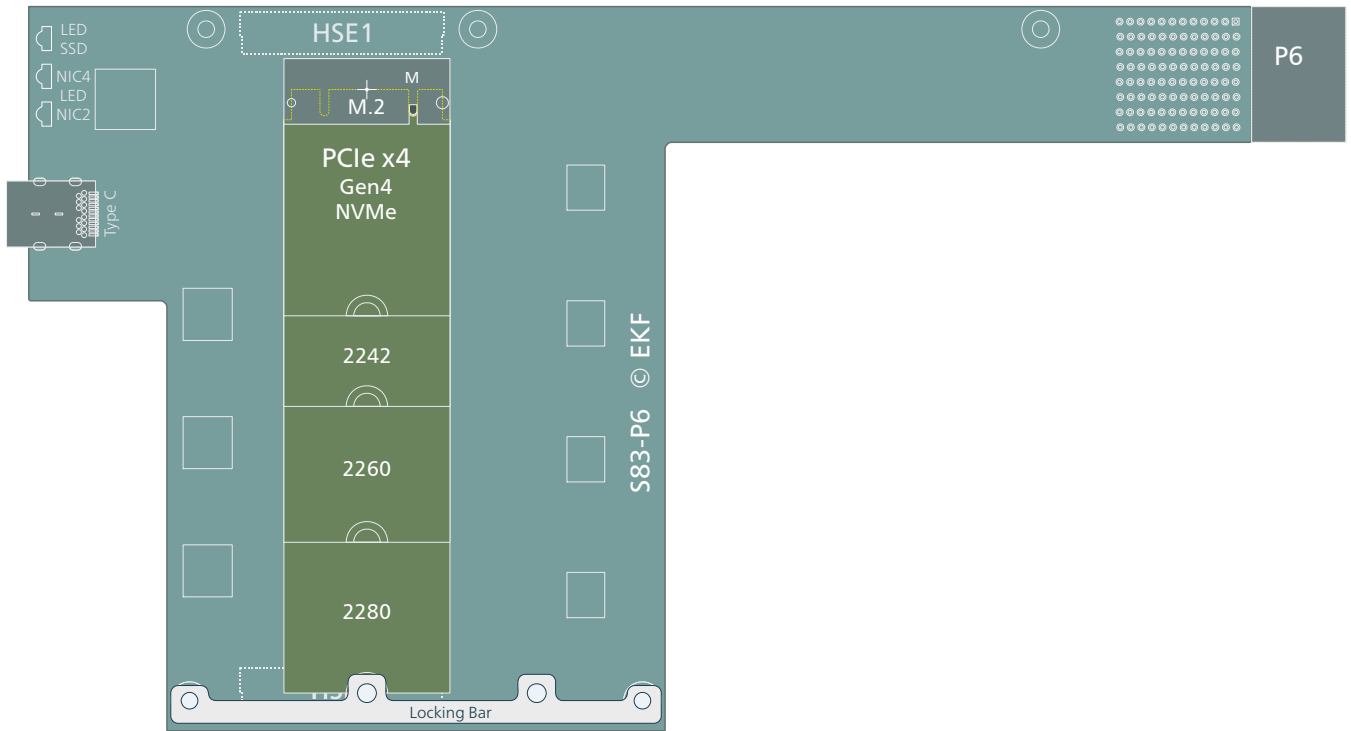 LED
SSD
NIC4
LED
NIC2
HSE1
P6
M
M.2
PCIe x4
Gen4
NVMe
Type C
2242
2260
2280
S83-P6 © EKF
Locking Bar